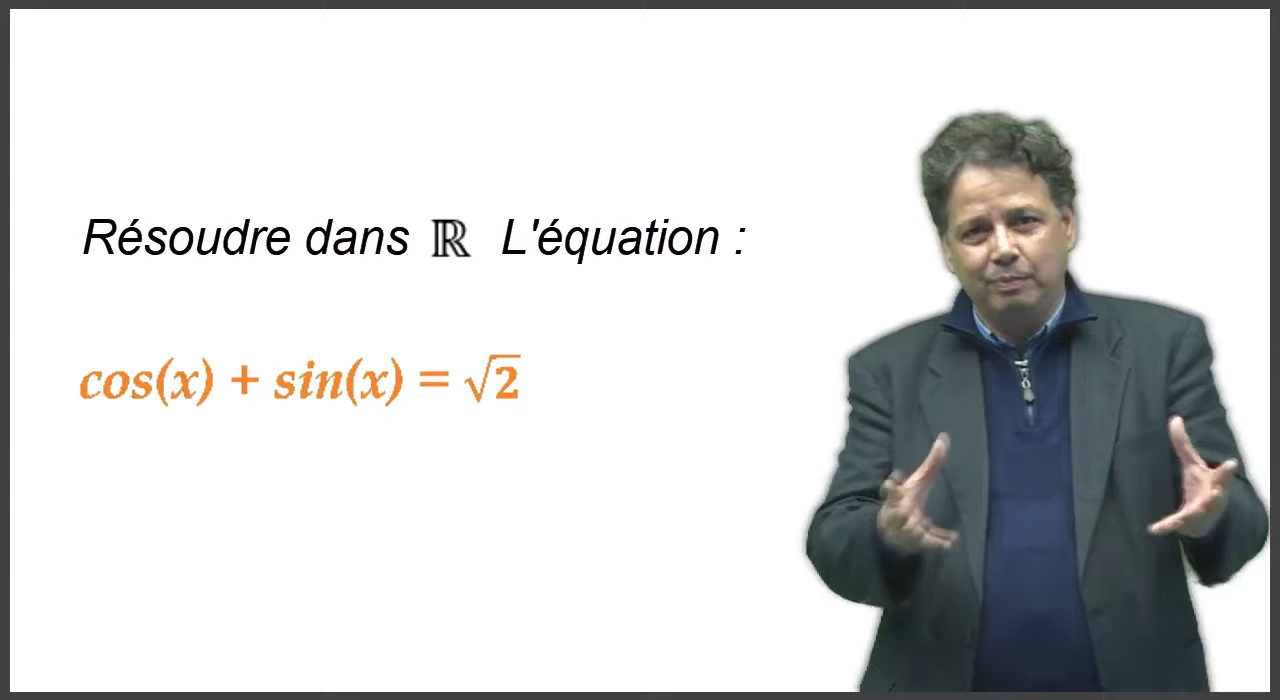 Résoudre dans ℝ L'équation :
cos(x) + sin(x) = √2